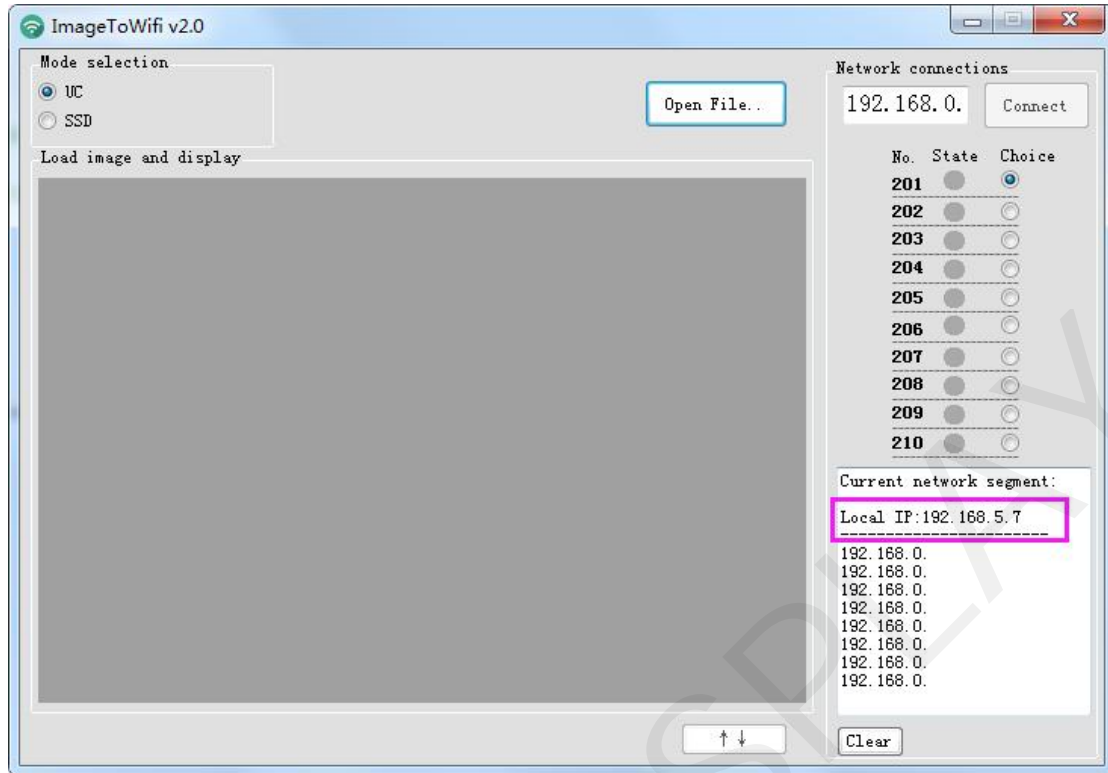 ImageToWifi v2.0
Mode selection
UC
SSD
Open File..
Load image and display
↑↓
Network connections
192.168.0.
Connect
No. State Choice
201
202
203
204
205
206
207
208
209
210
Current network segment:
Local IP:192.168.5.7
-----------------------
192.168.0.
192.168.0.
192.168.0.
192.168.0.
192.168.0.
192.168.0.
192.168.0.
192.168.0.
Clear
SPLAY